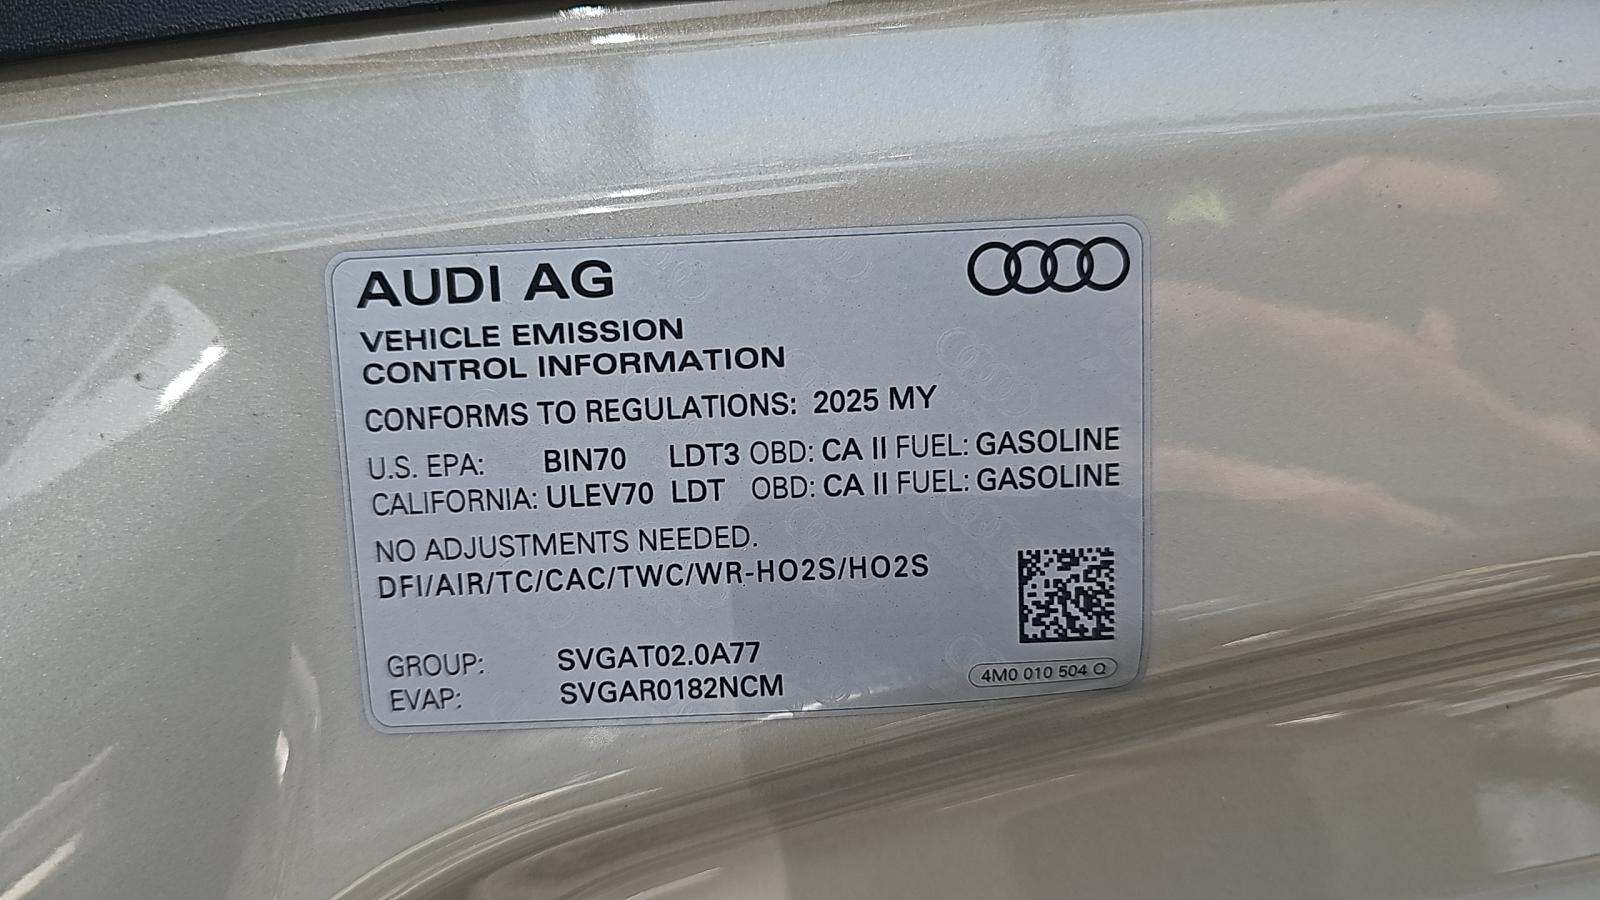 AUDI AG
VEHICLE EMISSION
CONTROL INFORMATION
CONFORMS TO REGULATIONS: 2025 MY
U.S. EPA: BIN70 LDT3 OBD: CA II FUEL: GASOLINE
CALIFORNIA: ULEV70 LDT OBD: CA II FUEL: GASOLINE
NO ADJUSTMENTS NEEDED.
DFI/AIR/TC/CAC/TWC/WR-HO2S/HO2S
GROUP: SVGAT02.0A77
EVAP: SVGAR0182NCM
4M0 010 504 Q